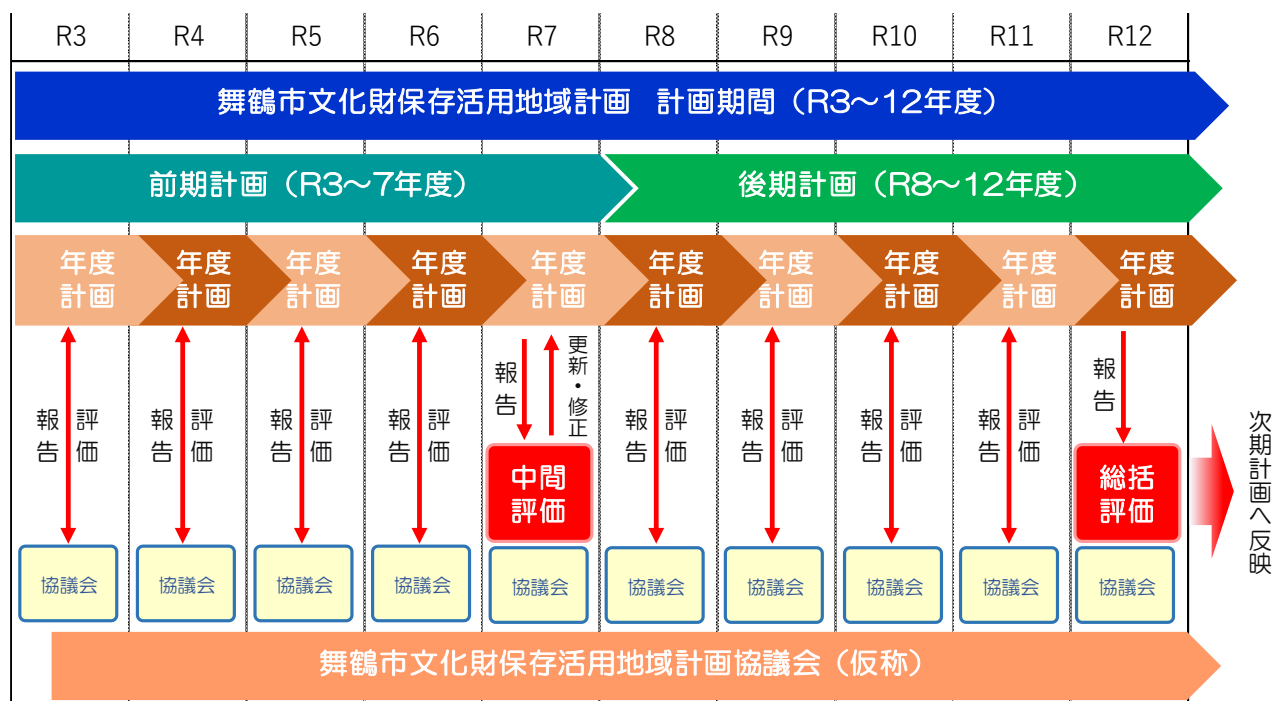 R3 R4 R5 R6 R7 R8 R9 R10 R11 R12
舞鶴市文化財保存活用地域計画　計画期間（R3～12年度）
前期計画（R3～7年度）
後期計画（R8～12年度）
年度
計画
年度
計画
年度
計画
年度
計画
年度
計画
年度
計画
年度
計画
年度
計画
年度
計画
年度
計画
報告
評価
報告
評価
報告
評価
報告
評価
報告
更新・修正
報告
評価
報告
評価
報告
評価
報告
評価
報告
中間
評価
総括
評価
次期計画へ反映
協議会
協議会
協議会
協議会
協議会
協議会
協議会
協議会
協議会
協議会
舞鶴市文化財保存活用地域計画協議会（仮称）